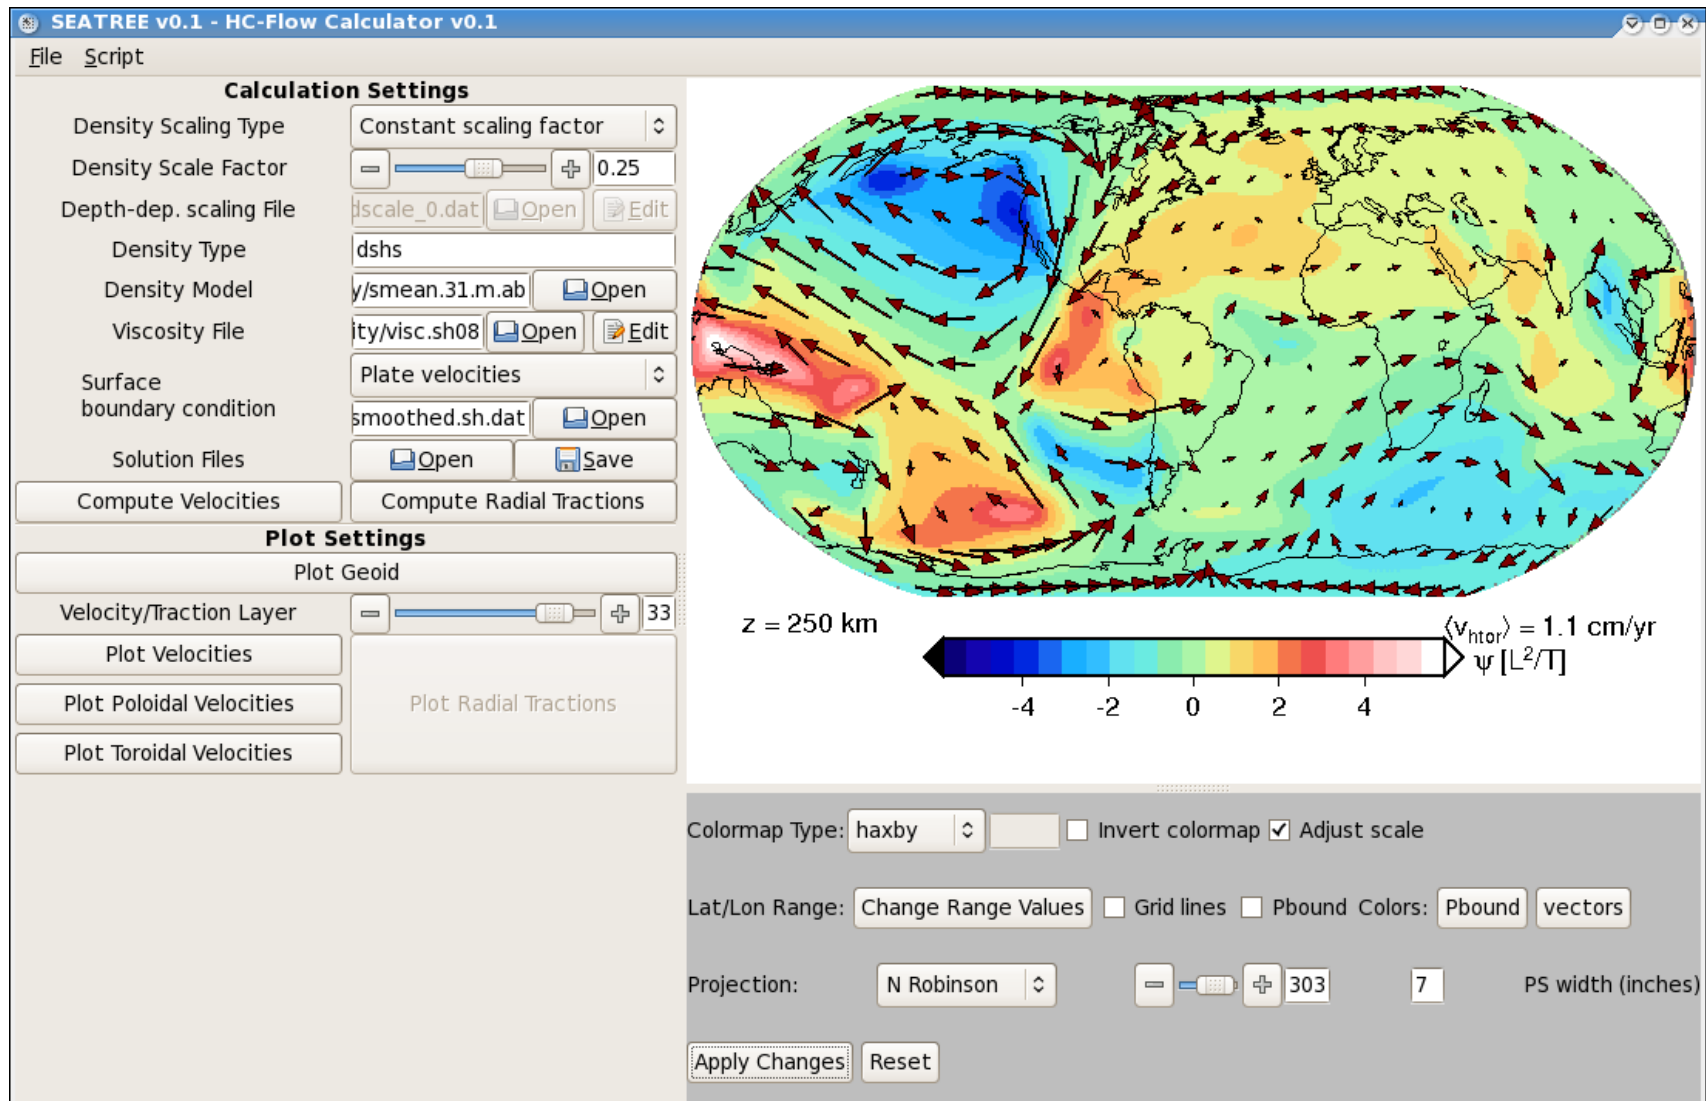 SEATREE v0.1 - HC-Flow Calculator v0.1
File Script
Calculation Settings
Density Scaling Type Constant scaling factor
Density Scale Factor 0.25
Depth-dep. scaling File dscale_0.dat Open Edit
Density Type dshs
Density Model y/smean.31.m.ab Open
Viscosity File ity/visc.sh08 Open Edit
Surface
boundary condition
Plate velocities
smoothed.sh.dat Open
Solution Files Open Save
Compute Velocities Compute Radial Tractions
Plot Settings
Plot Geoid
Velocity/Traction Layer 33
Plot Velocities
Plot Poloidal Velocities Plot Radial Tractions
Plot Toroidal Velocities
z = 250 km
⟨v_htor⟩ = 1.1 cm/yr
ψ [L²/T]
-4 -2 0 2 4
Colormap Type: haxby Invert colormap Adjust scale
Lat/Lon Range: Change Range Values Grid lines Pbound Colors: Pbound vectors
Projection: N Robinson 303 7 PS width (inches)
Apply Changes Reset